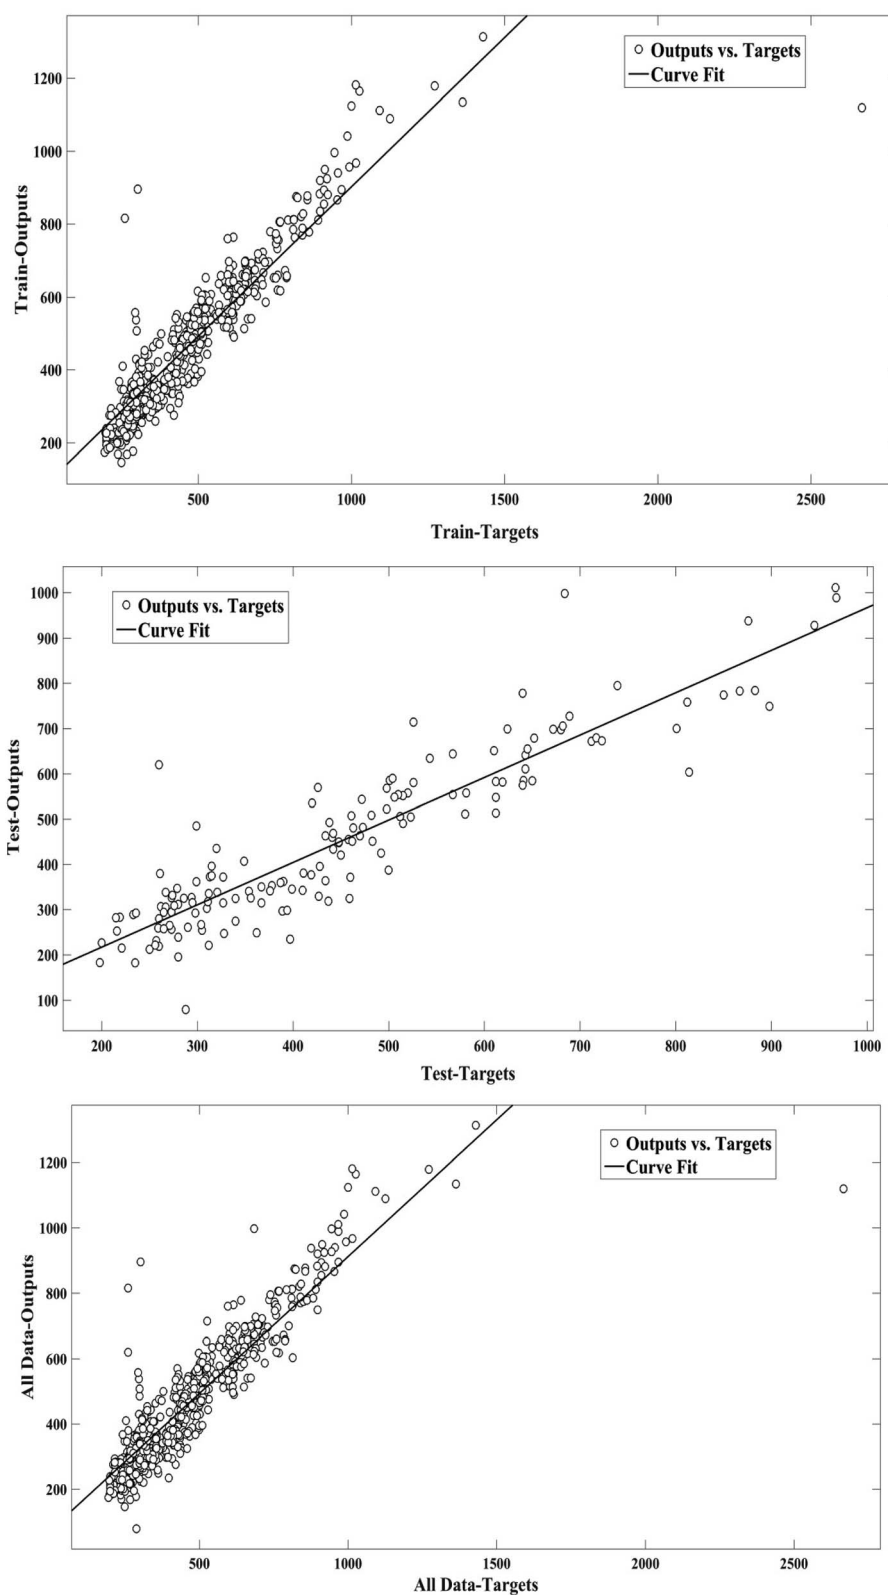 1200
1000
800
600
400
200
Train-Outputs
Outputs vs. Targets
Curve Fit
500 1000 1500 2000 2500
Train-Targets
1000
900
800
700
600
500
400
300
200
100
Test-Outputs
Outputs vs. Targets
Curve Fit
200 300 400 500 600 700 800 900 1000
Test-Targets
1200
1000
800
600
400
200
All Data-Outputs
Outputs vs. Targets
Curve Fit
500 1000 1500 2000 2500
All Data-Targets